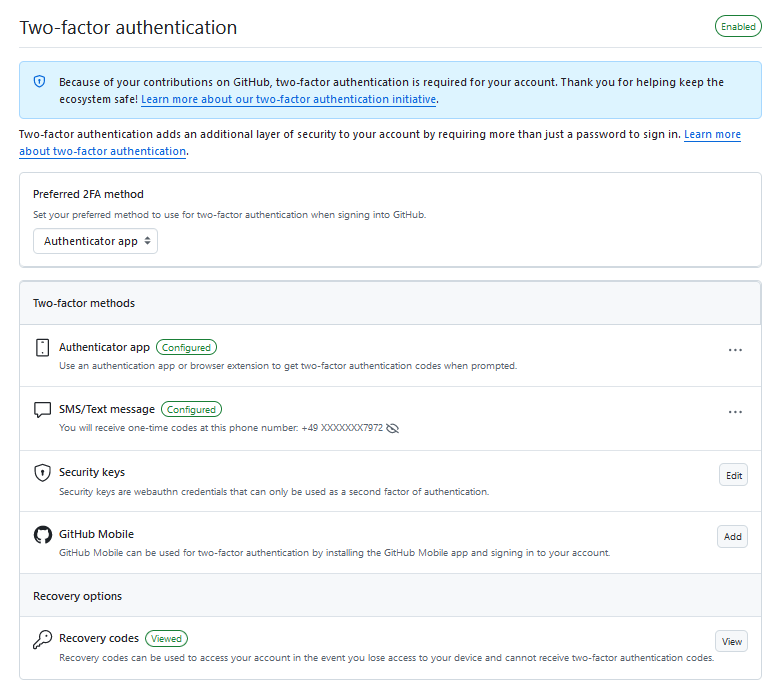 Two-factor authentication
Enabled
Because of your contributions on GitHub, two-factor authentication is required for your account. Thank you for helping keep the
ecosystem safe! Learn more about our two-factor authentication initiative.
Two-factor authentication adds an additional layer of security to your account by requiring more than just a password to sign in. Learn more
about two-factor authentication.
Preferred 2FA method
Set your preferred method to use for two-factor authentication when signing into GitHub.
Authenticator app
Two-factor methods
Authenticator app Configured
Use an authentication app or browser extension to get two-factor authentication codes when prompted.
SMS/Text message Configured
You will receive one-time codes at this phone number: +49 XXXXXXX7972
Security keys
Edit
Security keys are webauthn credentials that can only be used as a second factor of authentication.
GitHub Mobile
Add
GitHub Mobile can be used for two-factor authentication by installing the GitHub Mobile app and signing in to your account.
Recovery options
Recovery codes Viewed
View
Recovery codes can be used to access your account in the event you lose access to your device and cannot receive two-factor authentication codes.